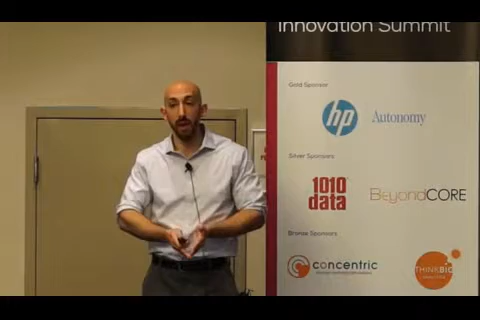 Innovation Summit
Gold Sponsor
hp Autonomy
Silver Sponsors
1010
data
BeyondCORE
Bronze Sponsors
concentric
THINKBIG